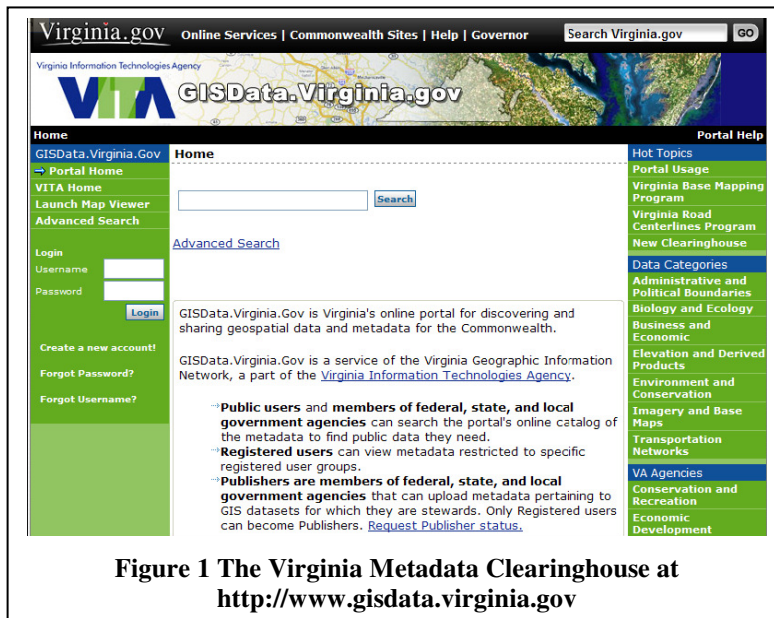 Virginia.gov Online Services | Commonwealth Sites | Help | Governor Search Virginia.gov GO
Virginia Information Technologies Agency
VITA
GISData.Virginia.gov
Home Portal Help
GISData.Virginia.Gov
Portal Home
VITA Home
Launch Map Viewer
Advanced Search
Login
Username
Password
Login
Create a new account!
Forgot Password?
Forgot Username?
Home
Search
Advanced Search
GISData.Virginia.Gov is Virginia's online portal for discovering and
sharing geospatial data and metadata for the Commonwealth.
GISData.Virginia.Gov is a service of the Virginia Geographic Information
Network, a part of the Virginia Information Technologies Agency.
Public users and members of federal, state, and local
government agencies can search the portal's online catalog of
the metadata to find public data they need.
Registered users can view metadata restricted to specific
registered user groups.
Publishers are members of federal, state, and local
government agencies that can upload metadata pertaining to
GIS datasets for which they are stewards. Only Registered users
can become Publishers. Request Publisher status.
Hot Topics
Portal Usage
Virginia Base Mapping
Program
Virginia Road
Centerlines Program
New Clearinghouse
Data Categories
Administrative and
Political Boundaries
Biology and Ecology
Business and
Economic
Elevation and Derived
Products
Environment and
Conservation
Imagery and Base
Maps
Transportation
Networks
VA Agencies
Conservation and
Recreation
Economic
Development
Figure 1 The Virginia Metadata Clearinghouse at
http://www.gisdata.virginia.gov